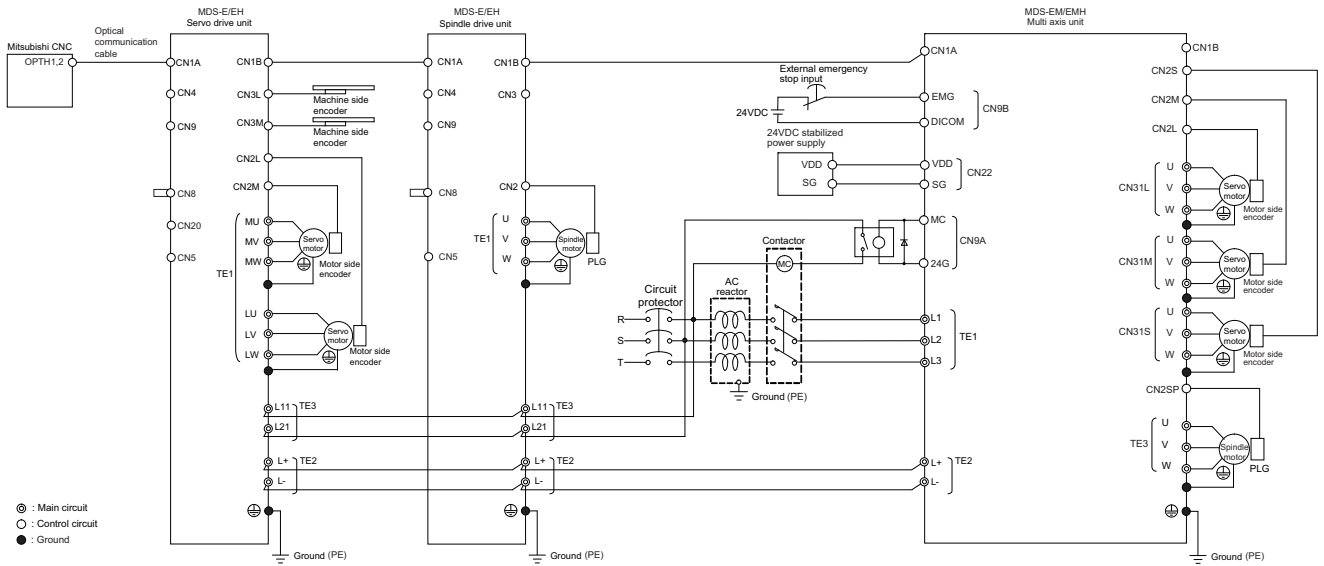 MDS-E/EH
Servo drive unit
MDS-E/EH
Spindle drive unit
MDS-EM/EMH
Multi axis unit
Mitsubishi CNC
OPTH1,2
Optical
communication
cable
CN1A
CN4
CN9
CN8
CN20
CN5
CN1B
CN3L
Machine side
encoder
CN3M
Machine side
encoder
CN2L
CN2M
TE1
MU
MV
MW
Servo
motor
Motor side
encoder
LU
LV
LW
Servo
motor
Motor side
encoder
L11
TE3
L21
L+
TE2
L-
Ground (PE)
CN1A
CN4
CN9
CN8
CN5
CN1B
CN3
CN2
TE1
U
V
W
Spindle
motor
PLG
L11
TE3
L21
L+
TE2
L-
Ground (PE)
External emergency
stop input
24VDC
24VDC stabilized
power supply
VDD
SG
Contactor
MC
AC
reactor
Circuit
protector
R
S
T
Ground (PE)
CN1A
EMG
DICOM
CN9B
VDD
SG
CN22
MC
24G
CN9A
L1
L2
L3
TE1
L+
TE2
L-
CN1B
CN2S
CN2M
CN2L
CN31L
U
V
W
Servo
motor
Motor side
encoder
CN31M
U
V
W
Servo
motor
Motor side
encoder
CN31S
U
V
W
Servo
motor
Motor side
encoder
CN2SP
TE3
U
V
W
Spindle
motor
PLG
Ground (PE)
: Main circuit
: Control circuit
: Ground